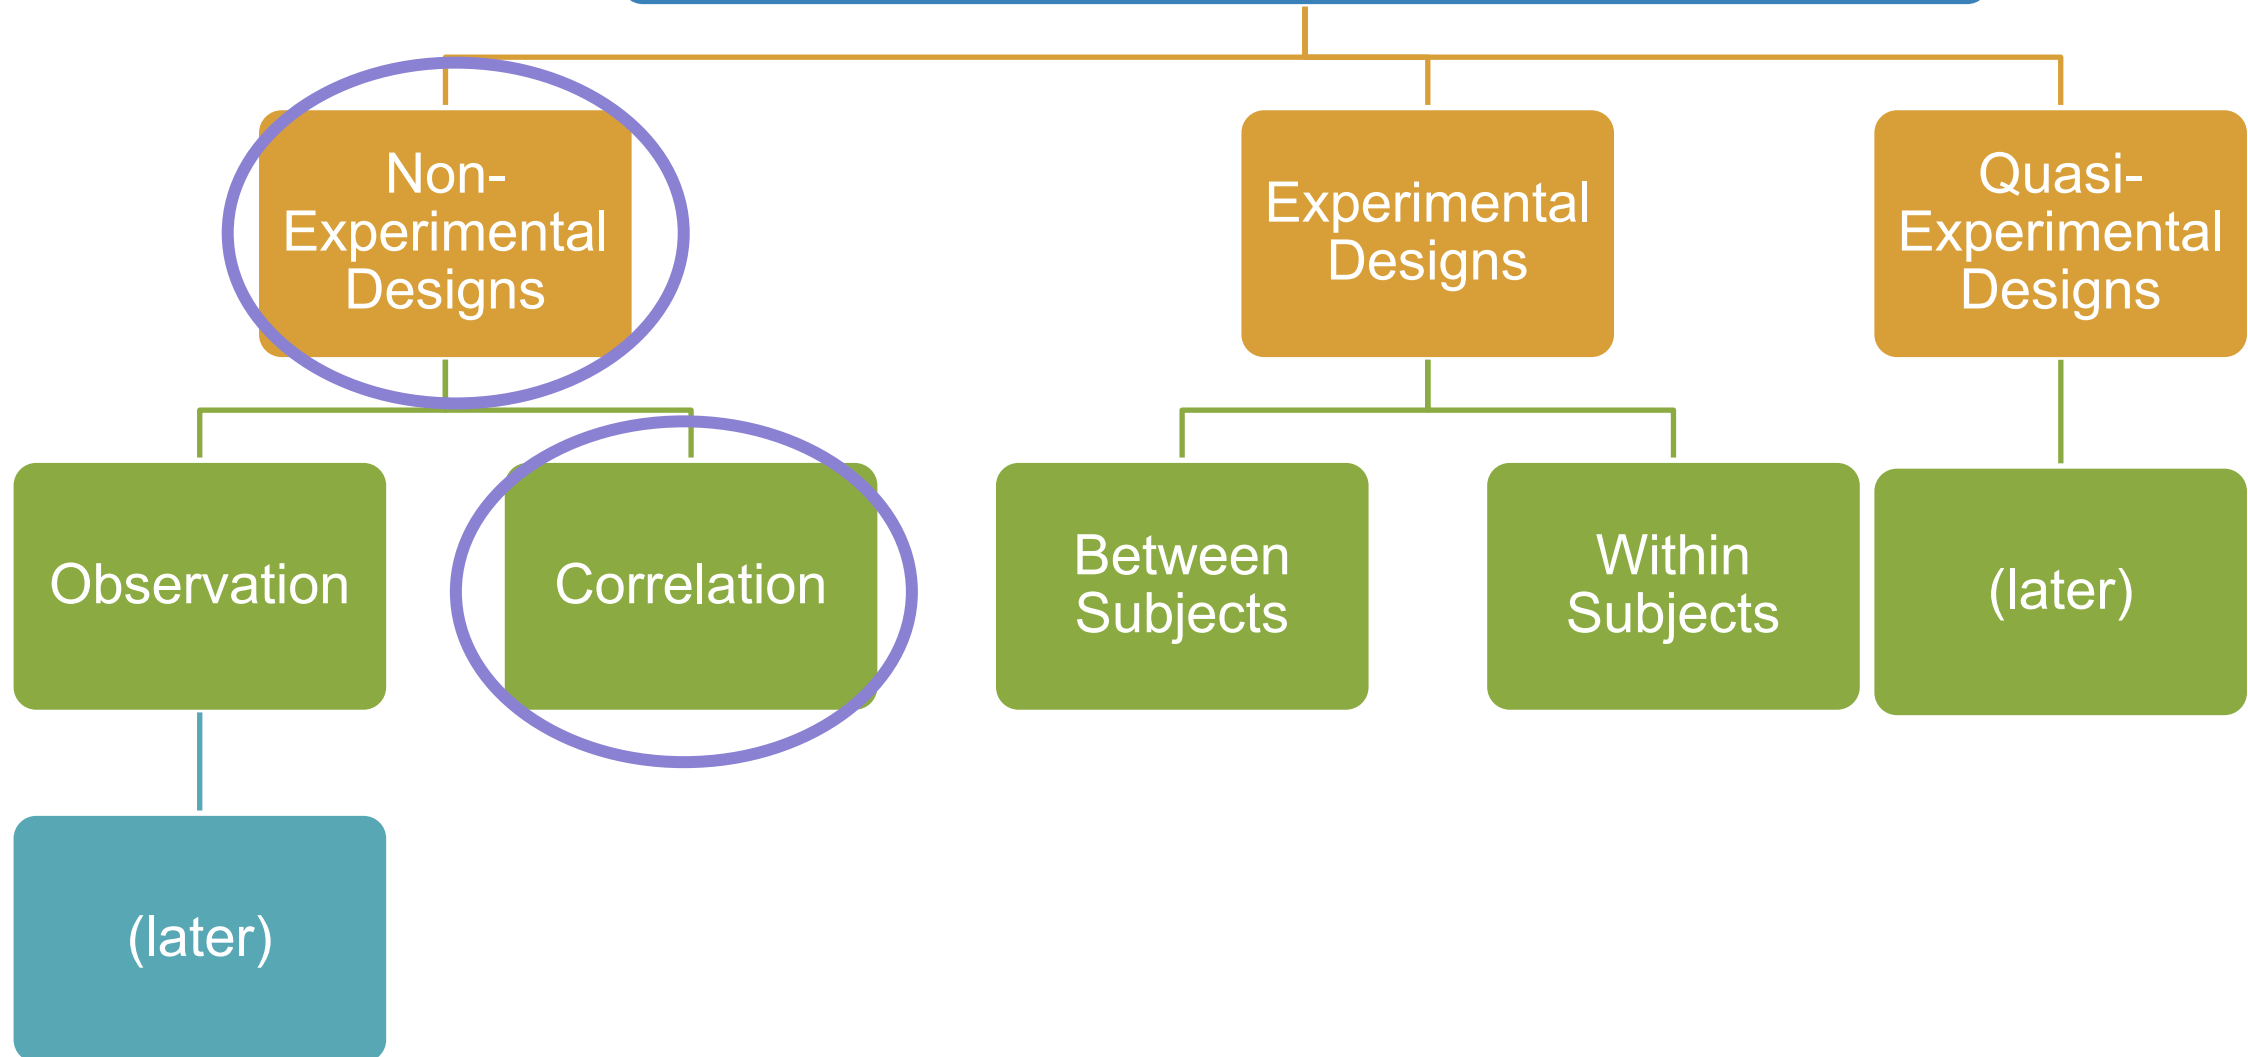 Non-
Experimental
Designs
Experimental
Designs
Quasi-
Experimental
Designs
Observation
Correlation
Between
Subjects
Within
Subjects
(later)
(later)